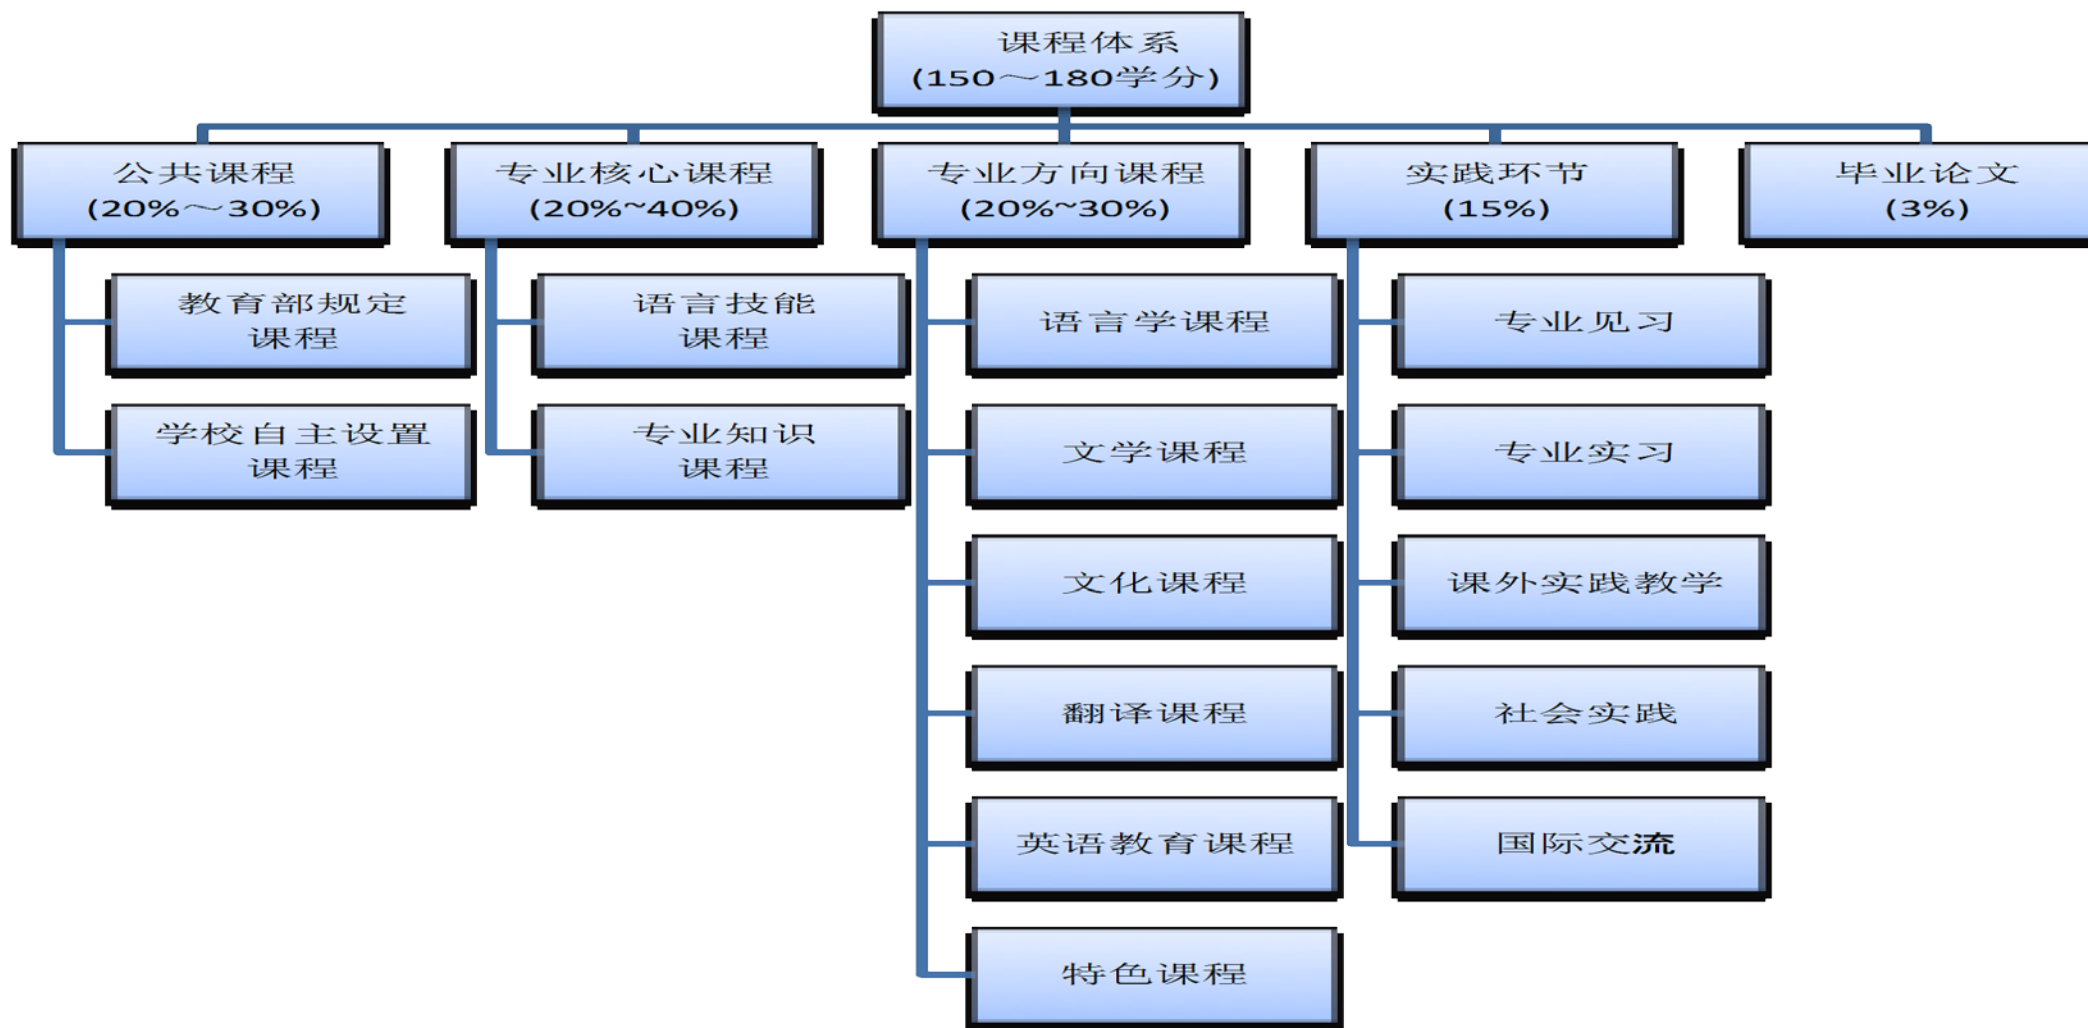 课程体系
(150～180学分)
公共课程
(20%～30%)
专业核心课程
(20%~40%)
专业方向课程
(20%~30%)
实践环节
(15%)
毕业论文
(3%)
教育部规定
课程
学校自主设置
课程
语言技能
课程
专业知识
课程
语言学课程
文学课程
文化课程
翻译课程
英语教育课程
特色课程
专业见习
专业实习
课外实践教学
社会实践
国际交流